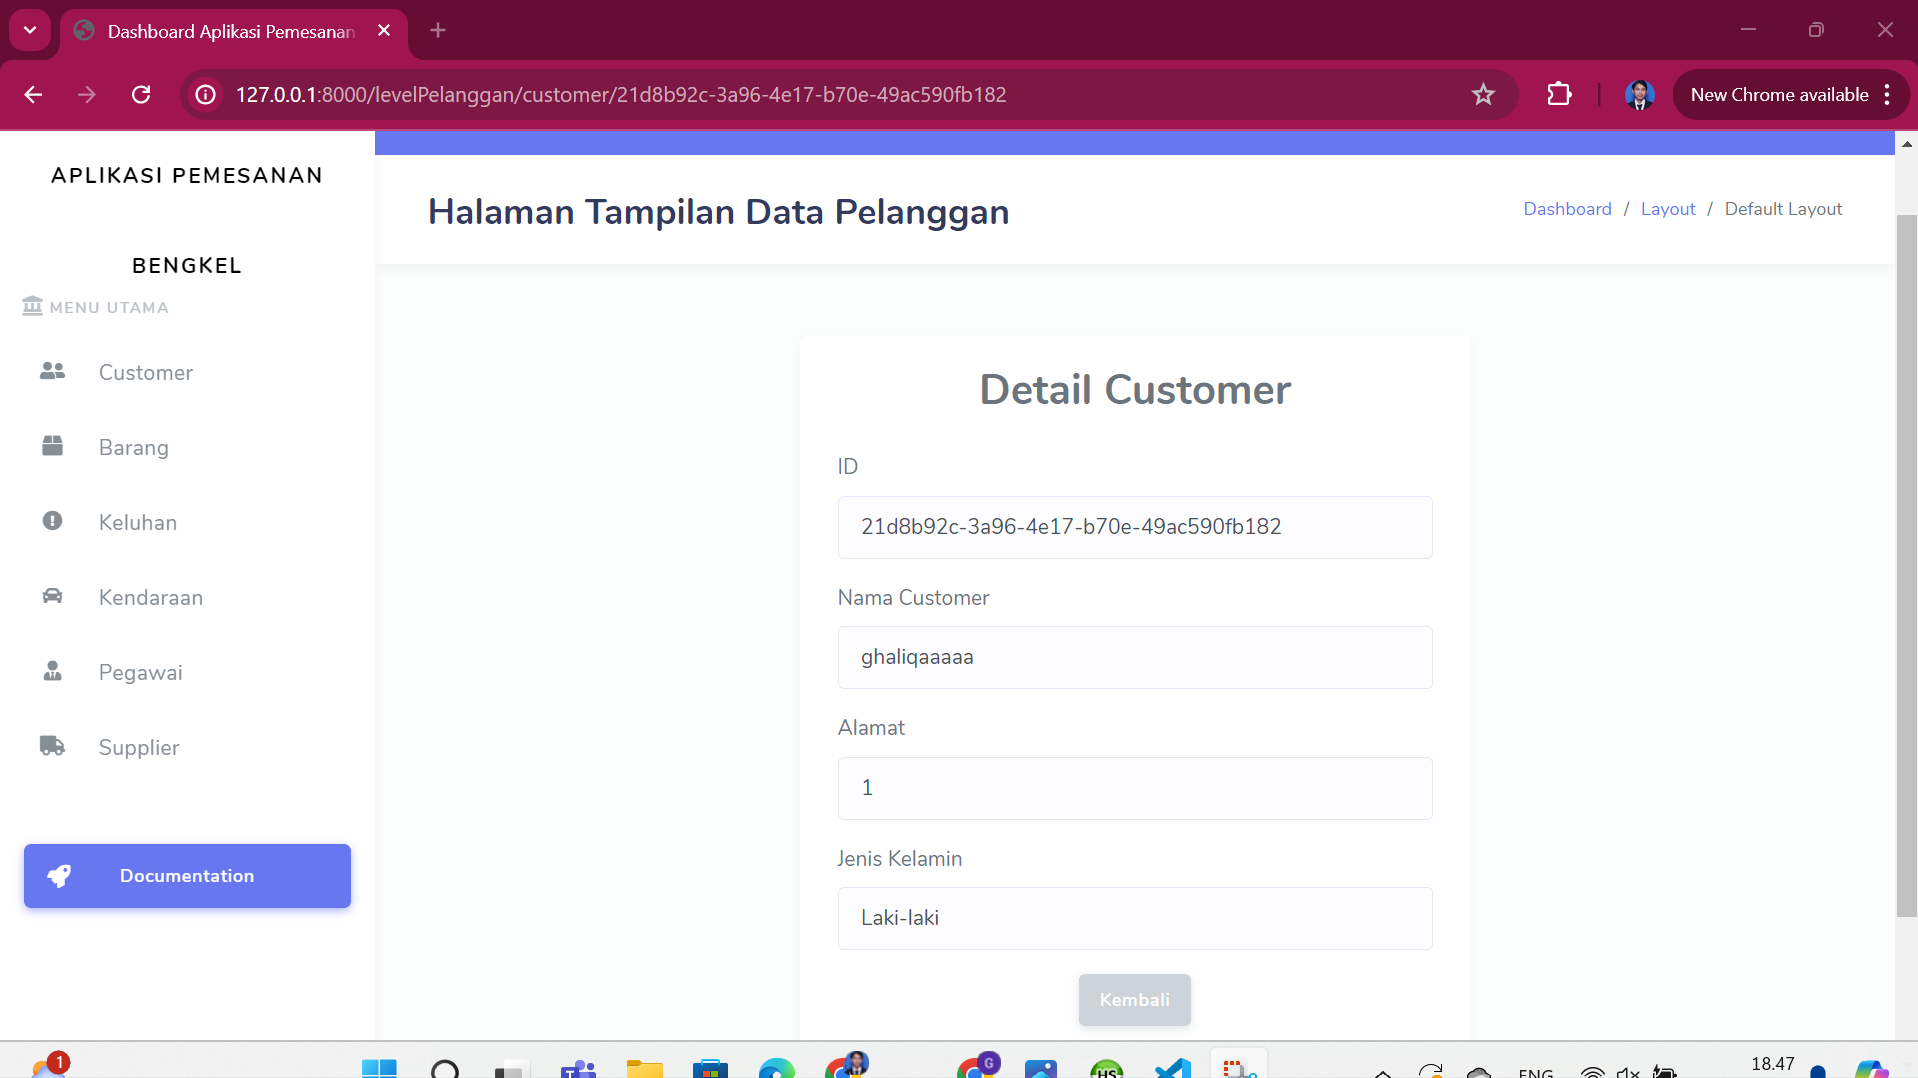 Dashboard Aplikasi Pemesanan
127.0.0.1:8000/levelPelanggan/customer/21d8b92c-3a96-4e17-b70e-49ac590fb182
New Chrome available
APLIKASI PEMESANAN
BENGKEL
MENU UTAMA
Customer
Barang
Keluhan
Kendaraan
Pegawai
Supplier
Documentation
Halaman Tampilan Data Pelanggan
Dashboard / Layout / Default Layout
Detail Customer
ID
21d8b92c-3a96-4e17-b70e-49ac590fb182
Nama Customer
ghaliqaaaaa
Alamat
1
Jenis Kelamin
Laki-laki
Kembali
1
G
HS
ENG
18.47